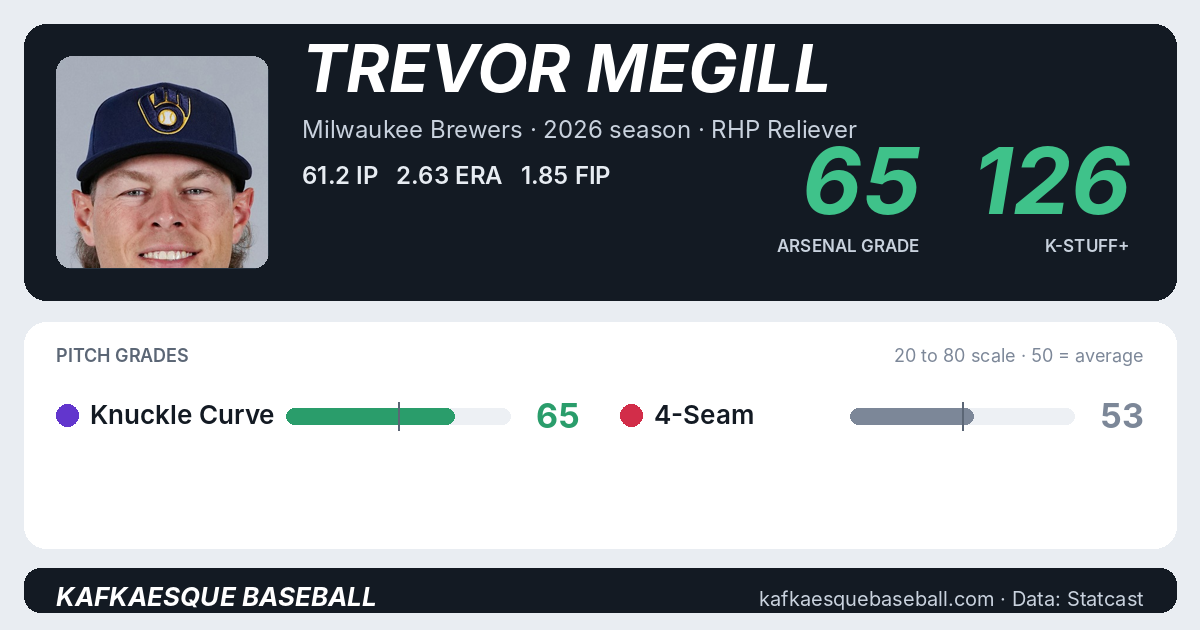 TREVOR MEGILL
Milwaukee Brewers · 2026 season · RHP Reliever
61.2 IP 2.63 ERA 1.85 FIP
65 126
ARSENAL GRADE K-STUFF+
PITCH GRADES 20 to 80 scale · 50 = average
Knuckle Curve 65 4-Seam 53
KAFKAESQUE BASEBALL kafkaesquebaseball.com · Data: Statcast